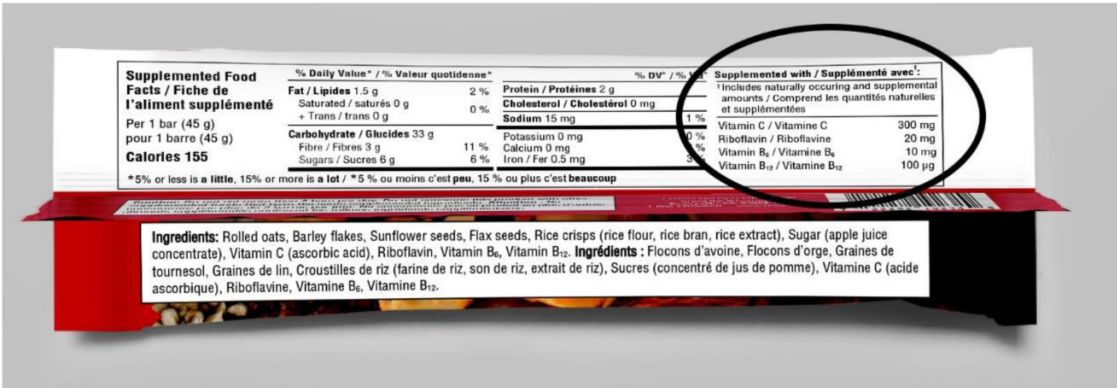 Supplemented Food
Facts / Fiche de
l'aliment supplémenté
Per 1 bar (45 g)
pour 1 barre (45 g)
Calories 155
% Daily Value* / % Valeur quotidienne*
Fat / Lipides 1.5 g 2 %
Saturated / saturés 0 g
+ Trans / trans 0 g 0 %
Carbohydrate / Glucides 33 g
Fibre / Fibres 3 g 11 %
Sugars / Sucres 6 g 6 %
% DV* / %
Protein / Protéines 2 g
Cholesterol / Cholestérol 0 mg
Sodium 15 mg 1 %
Potassium 0 mg 0 %
Calcium 0 mg %
Iron / Fer 0.5 mg 3
*5% or less is a little, 15% or more is a lot / *5 % ou moins c'est peu, 15 % ou plus c'est beaucoup
Supplemented with / Supplémenté avec†:
† Includes naturally occuring and supplemental
amounts / Comprend les quantités naturelles
et supplémentées
Vitamin C / Vitamine C 300 mg
Riboflavin / Riboflavine 20 mg
Vitamin B₆ / Vitamine B₆ 10 mg
Vitamin B₁₂ / Vitamine B₁₂ 100 µg
Ingredients: Rolled oats, Barley flakes, Sunflower seeds, Flax seeds, Rice crisps (rice flour, rice bran, rice extract), Sugar (apple juice
concentrate), Vitamin C (ascorbic acid), Riboflavin, Vitamin B₆, Vitamin B₁₂. Ingrédients : Flocons d'avoine, Flocons d'orge, Graines de
tournesol, Graines de lin, Croustilles de riz (farine de riz, son de riz, extrait de riz), Sucres (concentré de jus de pomme), Vitamine C (acide
ascorbique), Riboflavine, Vitamine B₆, Vitamine B₁₂.